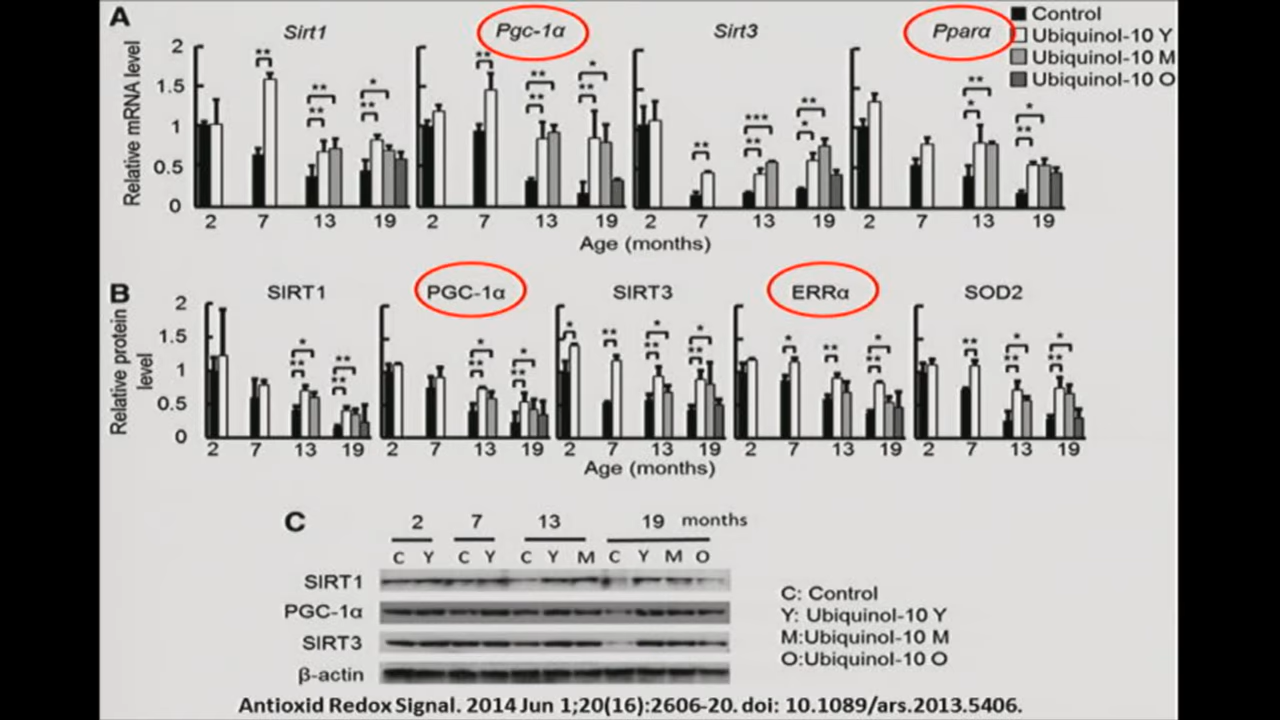 A
Sirt1
Pgc-1α
Sirt3
Pparα
Control
Ubiquinol-10 Y
Ubiquinol-10 M
Ubiquinol-10 O
Relative mRNA level
2
1.5
1
0.5
0
2 7 13 19
2 7 13 19
2 7 13 19
2 7 13 19
Age (months)
** ** ** ** *
** ** ** ** *
** *** ** ** *
** * * **
B
SIRT1
PGC-1α
SIRT3
ERRα
SOD2
Relative protein level
2
1.5
1
0.5
0
* ** ** **
* ** * **
* ** * ** * **
* ** * **
** * ** * **
2 7 13 19
2 7 13 19
2 7 13 19
2 7 13 19
2 7 13 19
Age (months)
C
2 7 13 19 months
C Y C Y C Y M C Y M O
SIRT1
PGC-1α
SIRT3
β-actin
C: Control
Y: Ubiquinol-10 Y
M:Ubiquinol-10 M
O:Ubiquinol-10 O
Antioxid Redox Signal. 2014 Jun 1;20(16):2606-20. doi: 10.1089/ars.2013.5406.